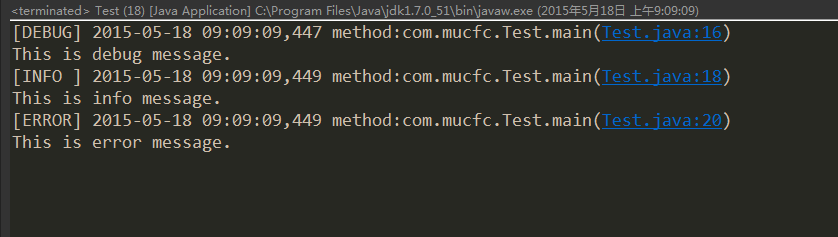 <terminated> Test (18) [Java Application] C:\Program Files\Java\jdk1.7.0_51\bin\javaw.exe (2015年5月18日 上午9:09:09)
[DEBUG] 2015-05-18 09:09:09,447 method:com.mucfc.Test.main(Test.java:16)
This is debug message.
[INFO ] 2015-05-18 09:09:09,449 method:com.mucfc.Test.main(Test.java:18)
This is info message.
[ERROR] 2015-05-18 09:09:09,449 method:com.mucfc.Test.main(Test.java:20)
This is error message.